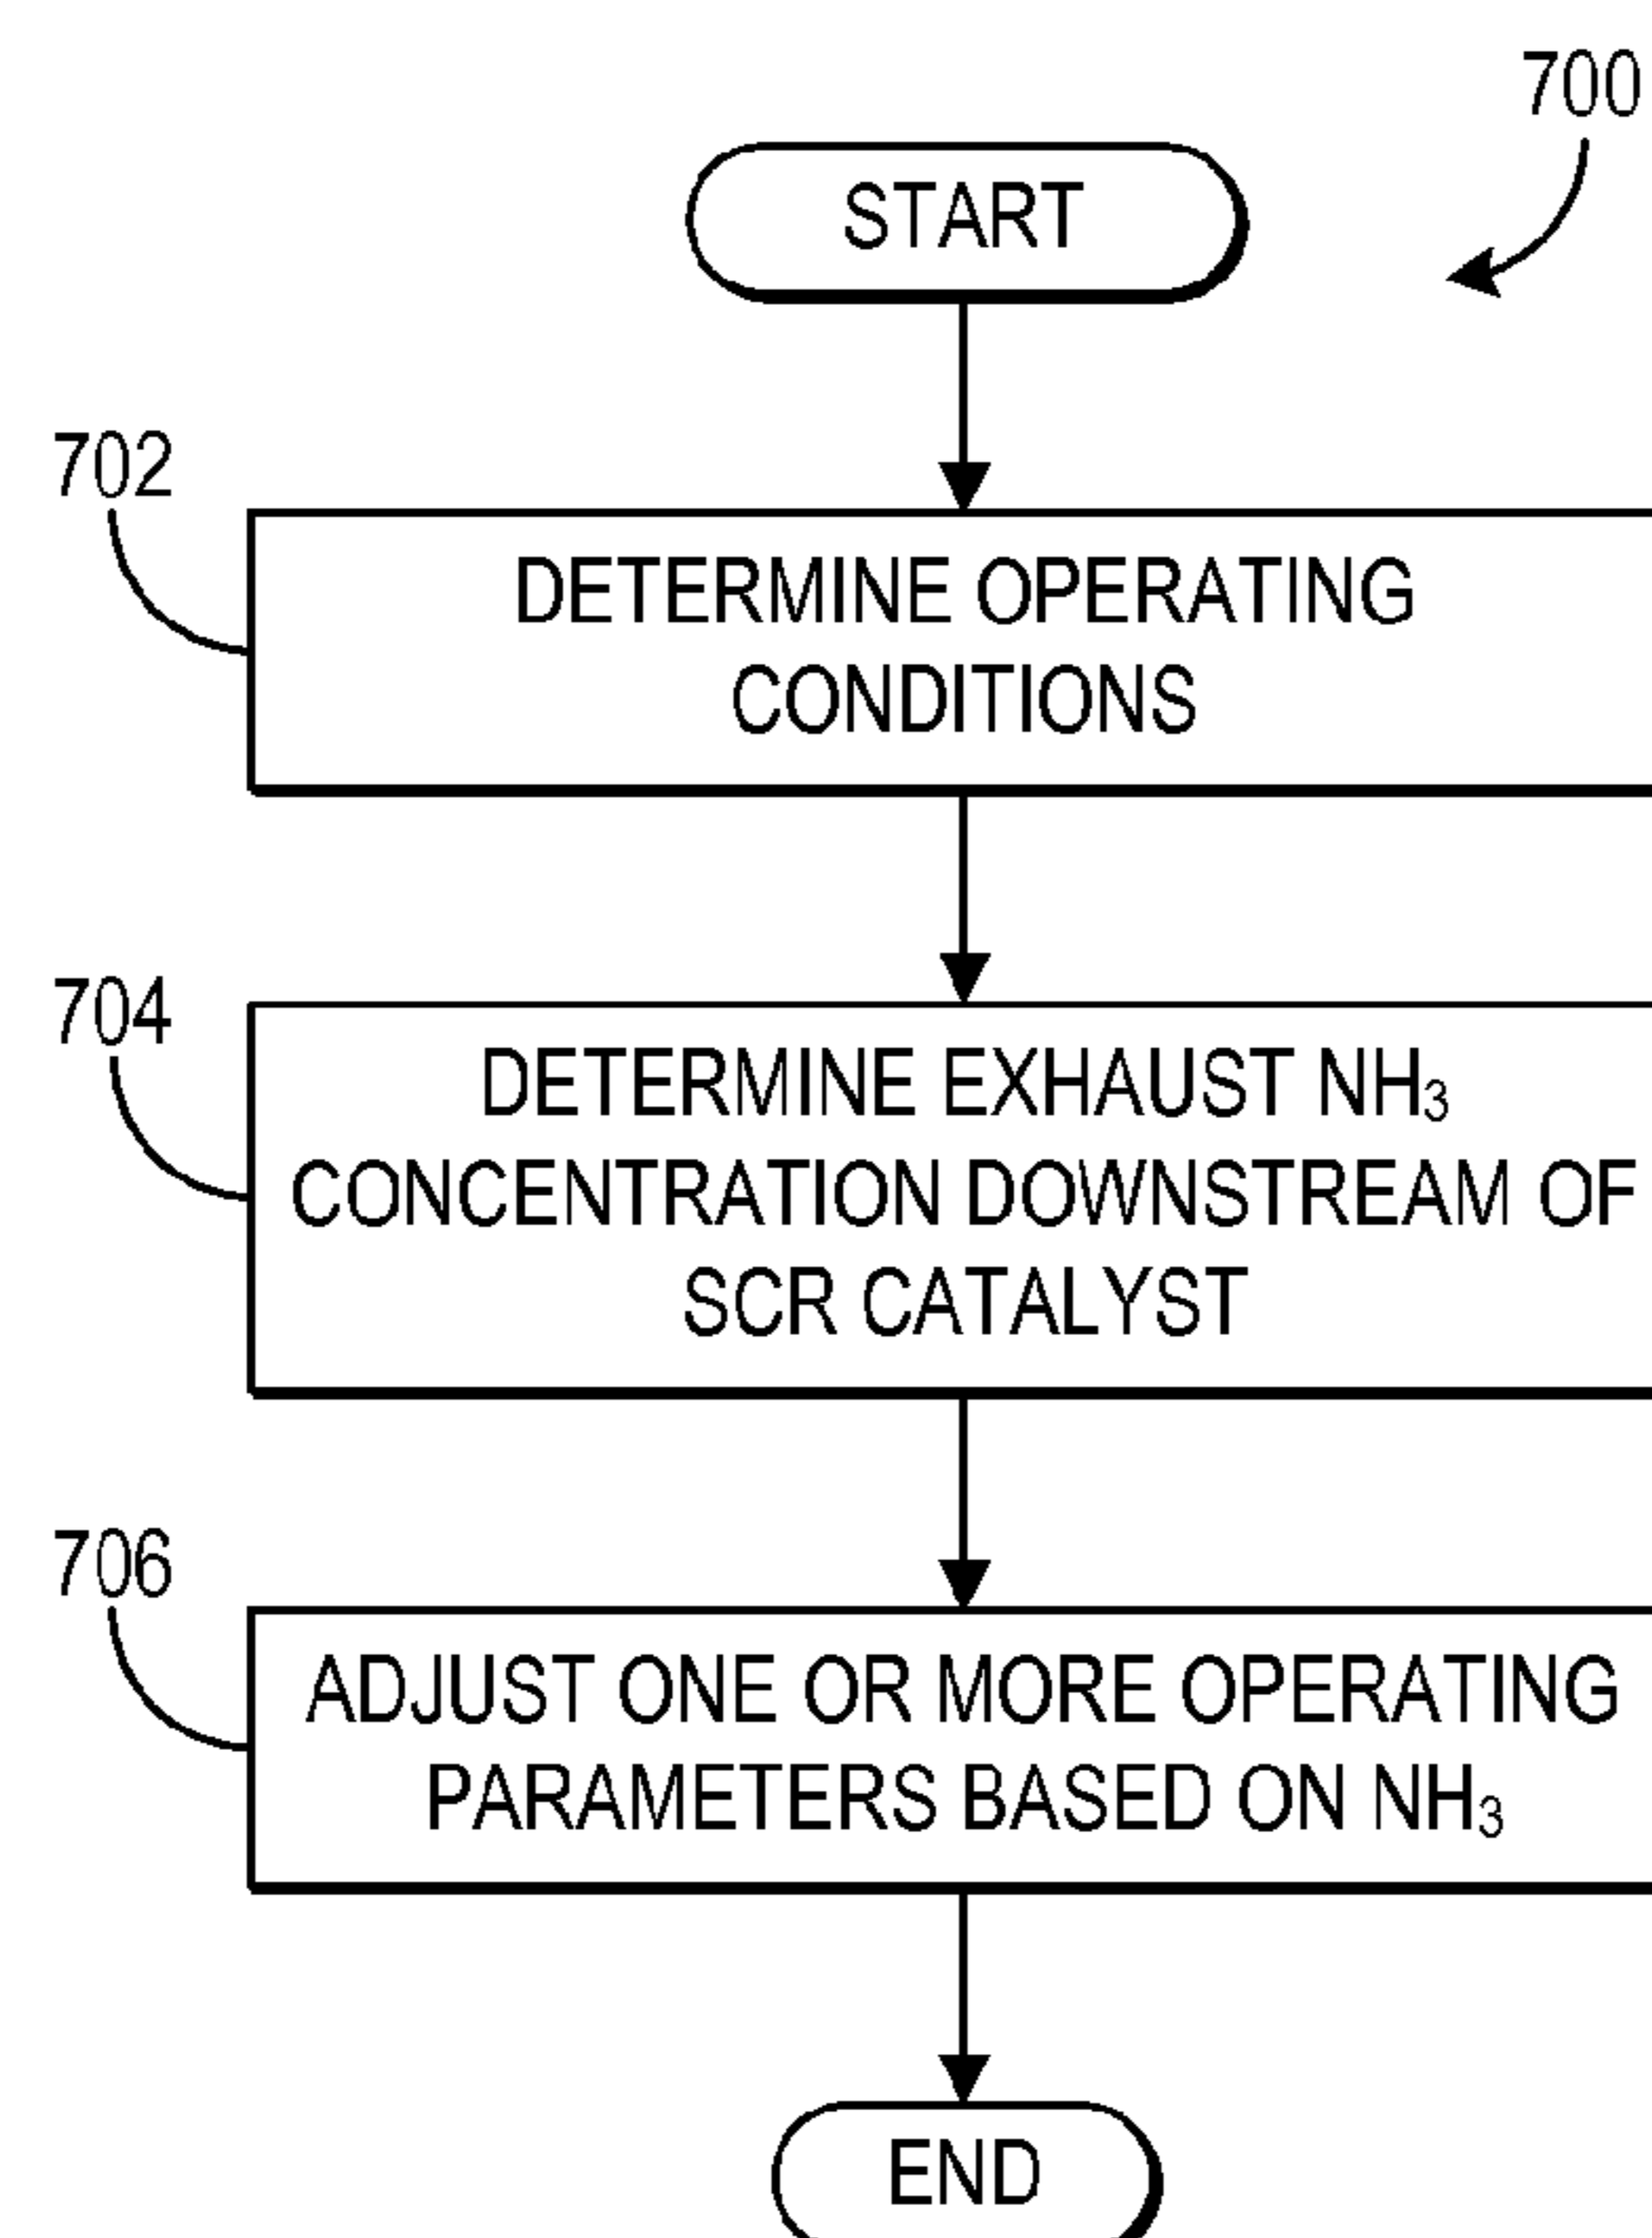 700
START
702
DETERMINE OPERATING
CONDITIONS
704
DETERMINE EXHAUST NH₃
CONCENTRATION DOWNSTREAM OF
SCR CATALYST
706
ADJUST ONE OR MORE OPERATING
PARAMETERS BASED ON NH₃
END